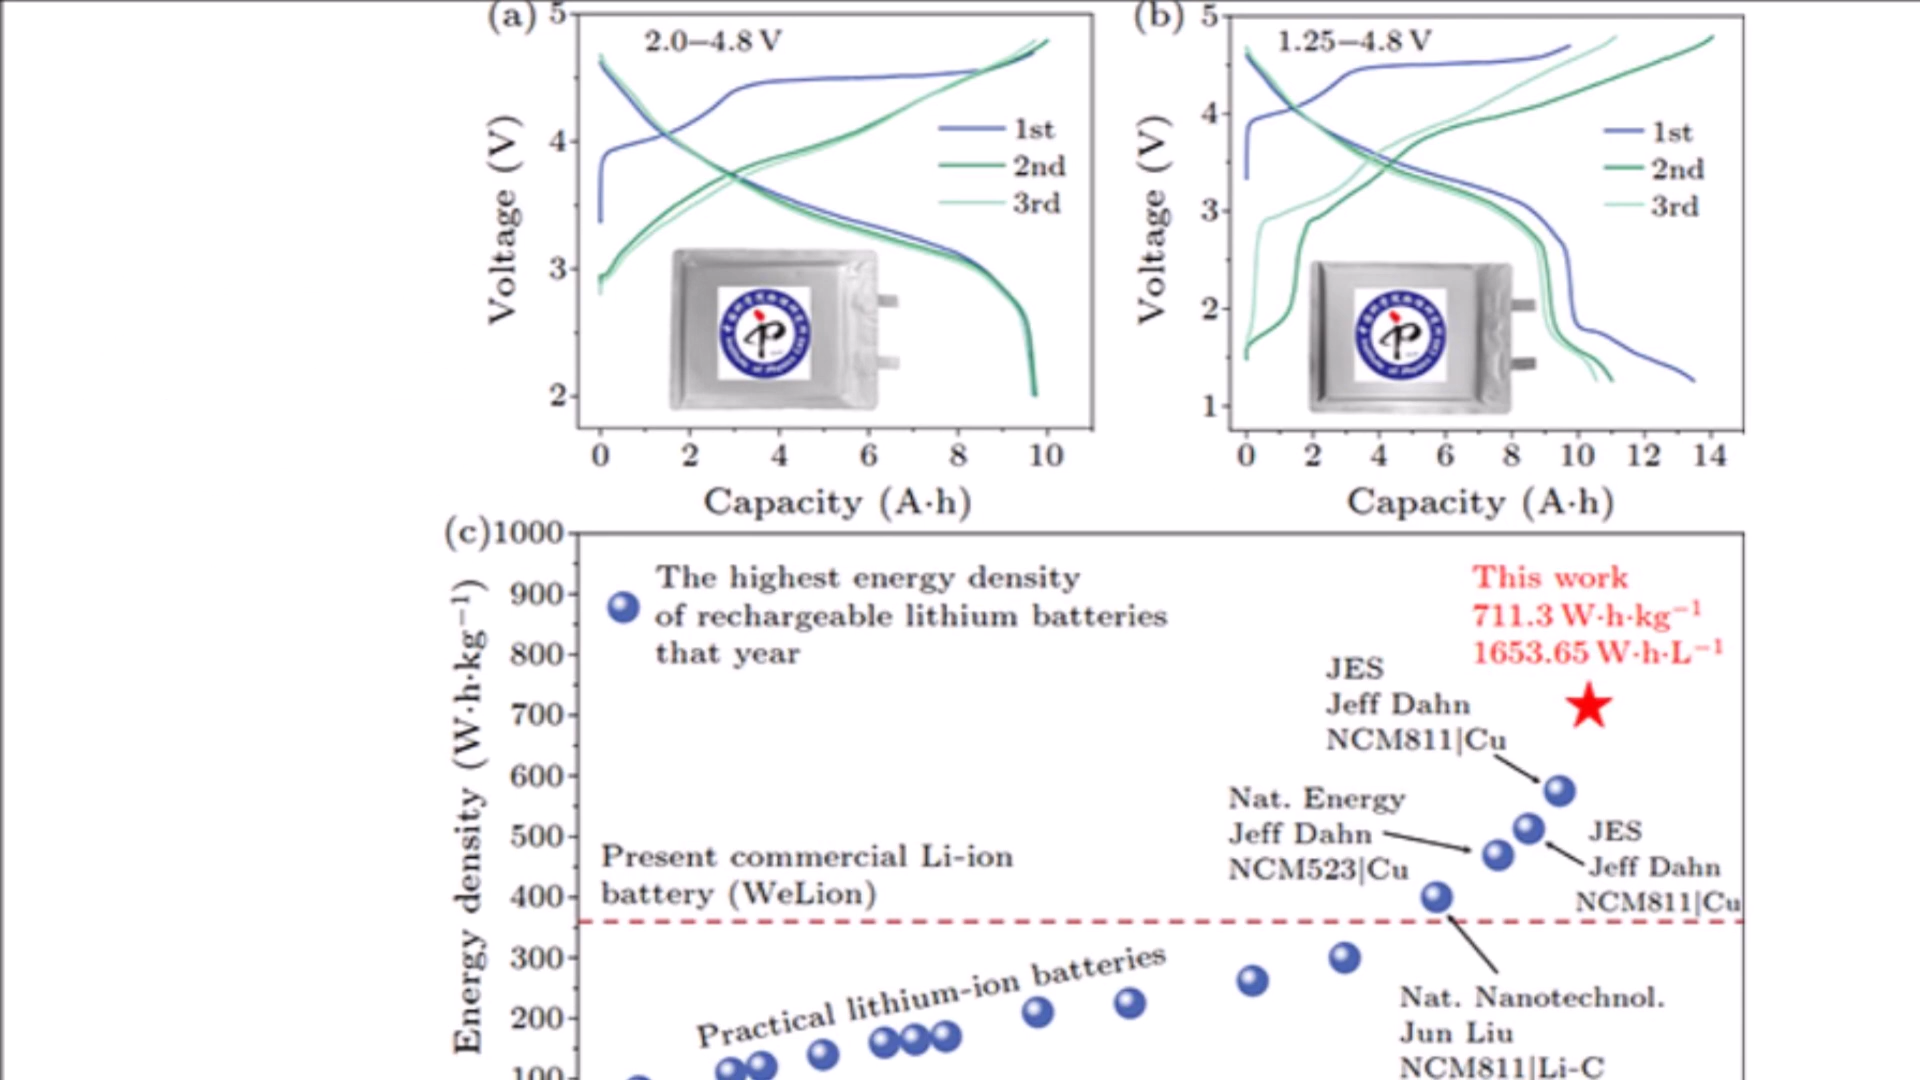 (a)
5
4
3
2
2.0–4.8 V
1st
2nd
3rd
Voltage (V)
0 2 4 6 8 10
Capacity (A·h)
(b)
5
4
3
2
1
1.25–4.8 V
1st
2nd
3rd
Voltage (V)
0 2 4 6 8 10 12 14
Capacity (A·h)
(c)
1000
900
800
700
600
500
400
300
200
100
Energy density (W·h·kg⁻¹)
The highest energy density
of rechargeable lithium batteries
that year
This work
711.3 W·h·kg⁻¹
1653.65 W·h·L⁻¹
JES
Jeff Dahn
NCM811|Cu
Nat. Energy
Jeff Dahn
NCM523|Cu
JES
Jeff Dahn
NCM811|Cu
Present commercial Li-ion
battery (WeLion)
Practical lithium-ion batteries
Nat. Nanotechnol.
Jun Liu
NCM811|Li-C